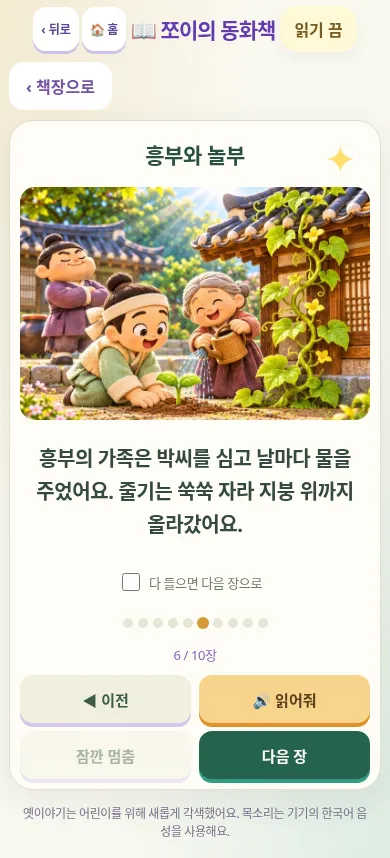 ‹ 뒤로
🏠 홈
📖 쪼이의 동화책
읽기 끔
‹ 책장으로
흥부와 놀부
흥부의 가족은 박씨를 심고 날마다 물을
주었어요. 줄기는 쑥쑥 자라 지붕 위까지
올라갔어요.
다 들으면 다음 장으로
6 / 10장
◀ 이전
🔊 읽어줘
잠깐 멈춤
다음 장
옛이야기는 어린이를 위해 새롭게 각색했어요. 목소리는 기기의 한국어 음
성을 사용해요.